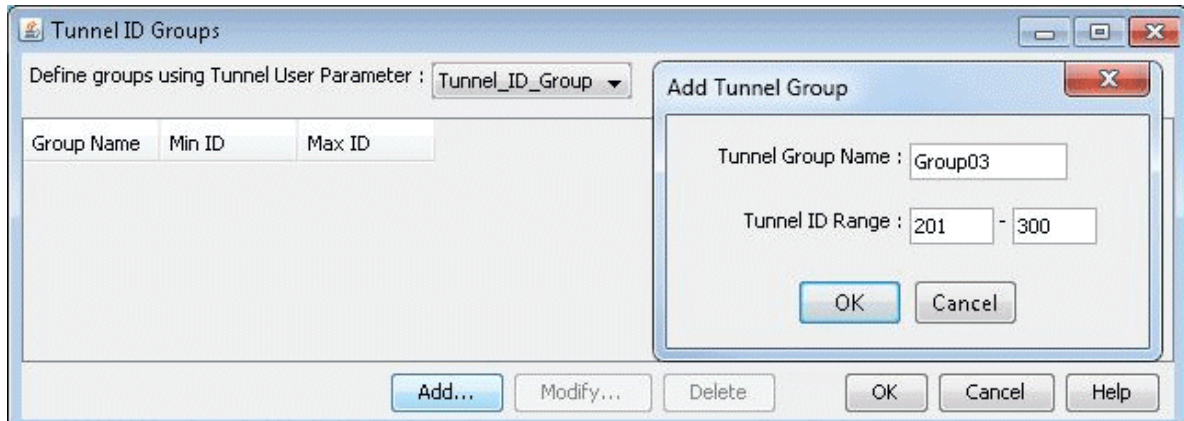 Tunnel ID Groups
Define groups using Tunnel User Parameter : Tunnel_ID_Group
Group Name Min ID Max ID
Add Tunnel Group
Tunnel Group Name : Group03
Tunnel ID Range : 201 - 300
OK Cancel
Add... Modify... Delete OK Cancel Help